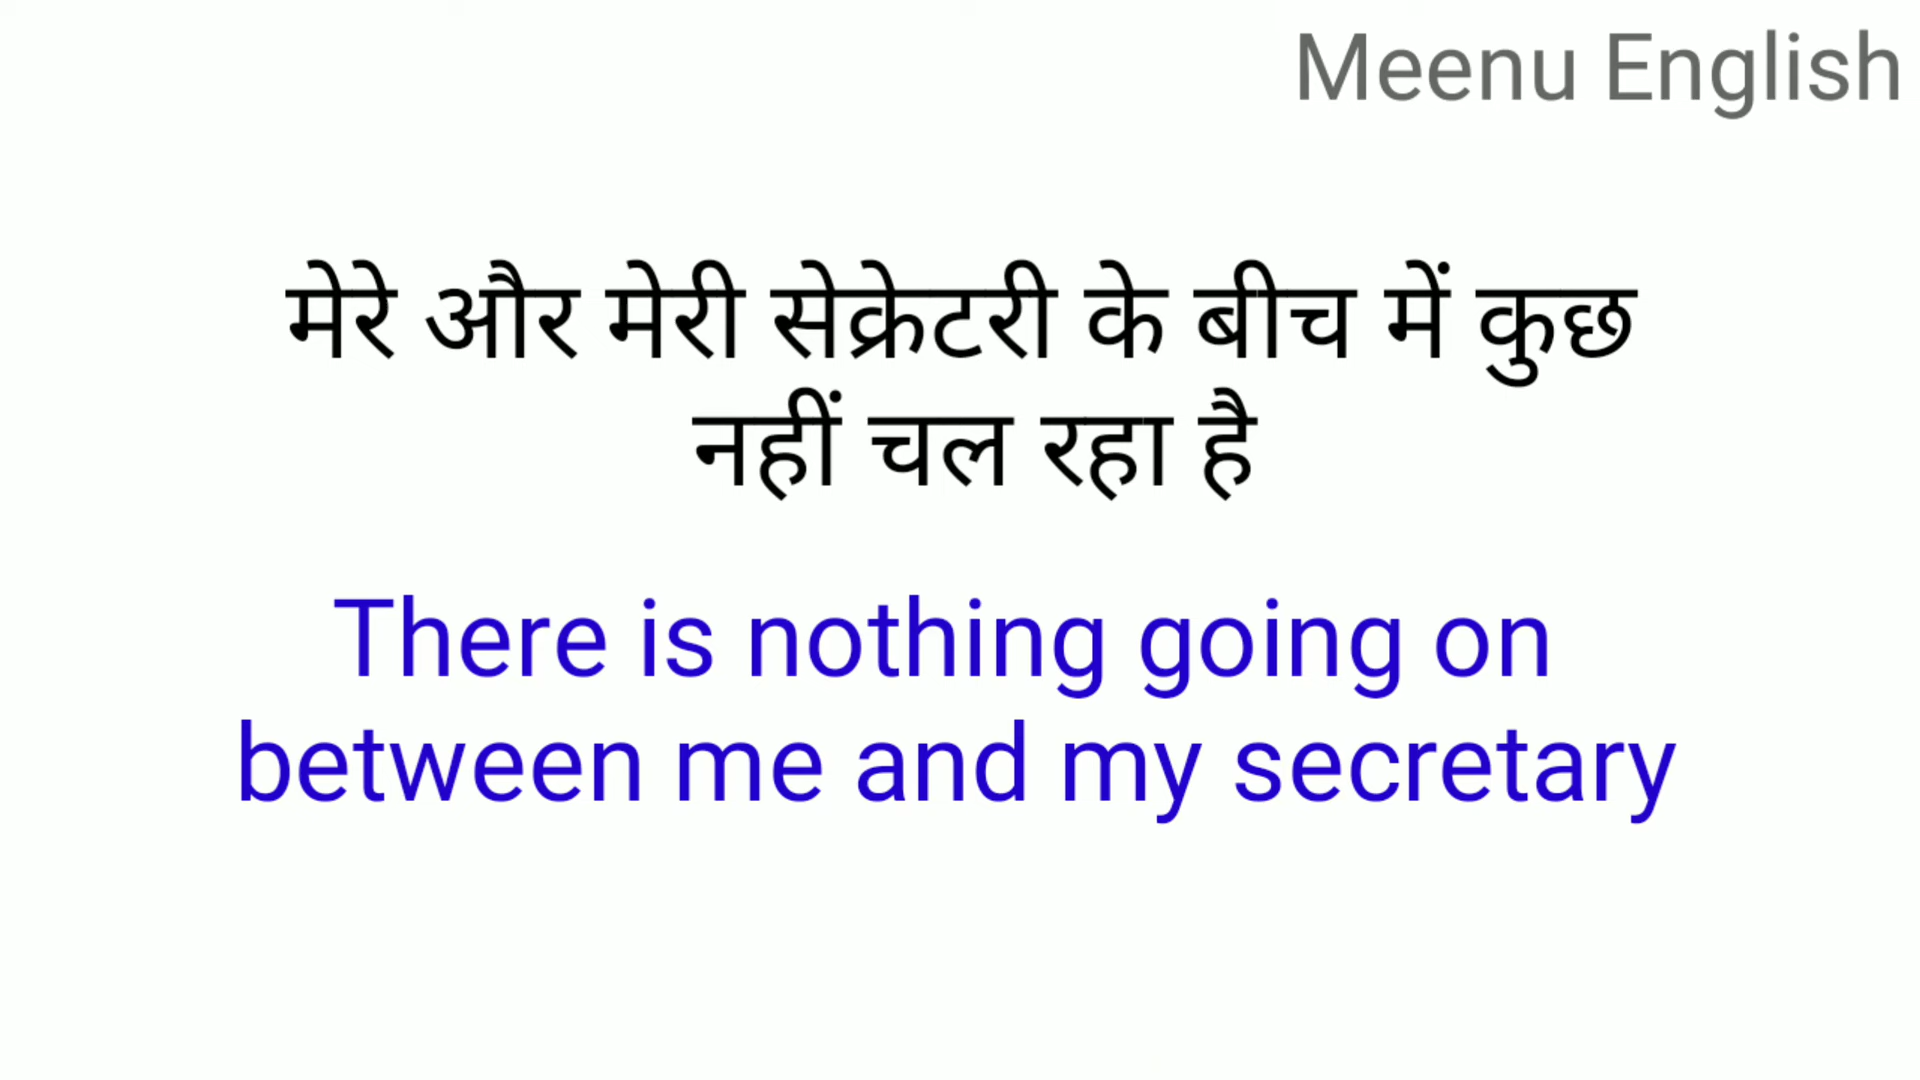 Meenu English
मेरे और मेरी सेक्रेटरी के बीच में कुछ
नहीं चल रहा है
There is nothing going on
between me and my secretary